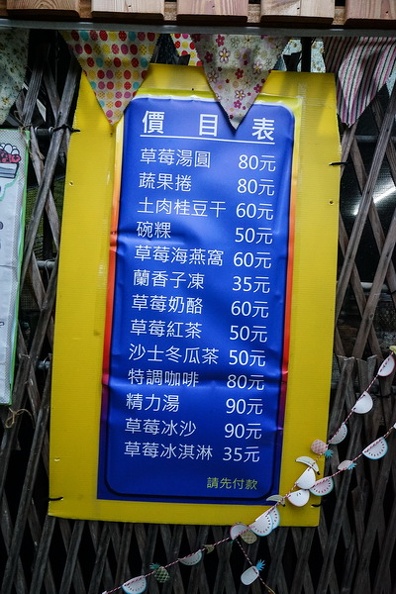 價目表
草莓湯圓 80元
蔬果捲 80元
土肉桂豆干 60元
碗粿 50元
草莓海燕窩 60元
蘭香子凍 35元
草莓奶酪 60元
草莓紅茶 50元
沙士冬瓜茶 50元
特調咖啡 80元
精力湯 90元
草莓冰沙 90元
草莓冰淇淋 35元
請先付款